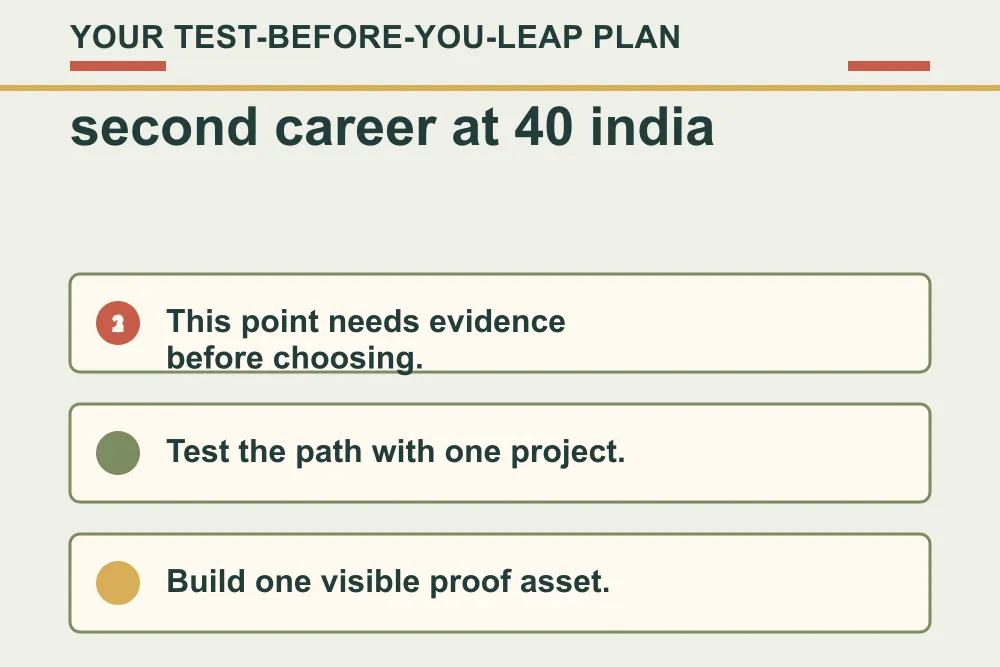 YOUR TEST-BEFORE-YOU-LEAP PLAN
second career at 40 india
This point needs evidence
before choosing.
Test the path with one project.
Build one visible proof asset.